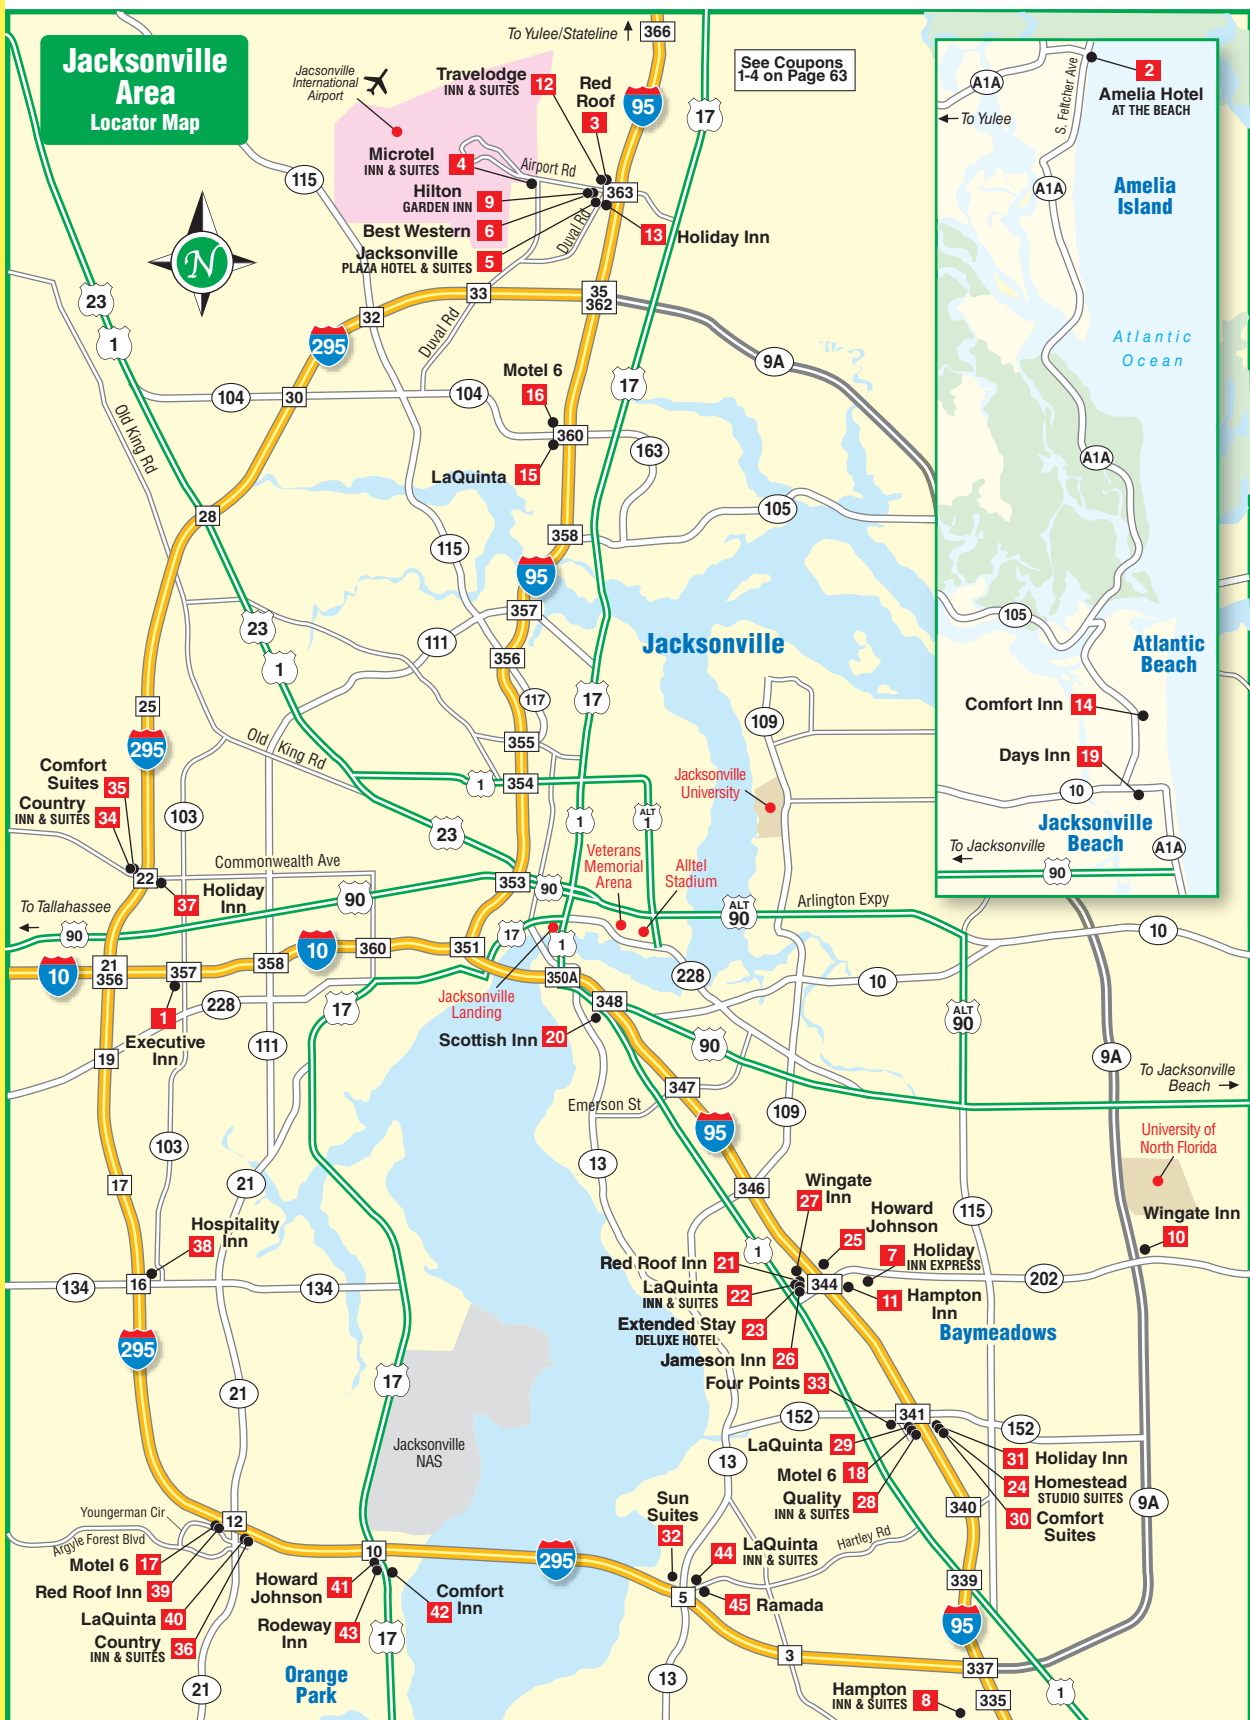 Jacksonville
Area
Locator Map
To Yulee/Stateline
366
See Coupons
1-4 on Page 63
Jacsonville
International
Airport
Travelodge
INN & SUITES
12
Red
Roof
3
95
17
Microtel
INN & SUITES
4
Airport Rd
115
Hilton
GARDEN INN
9
363
Best Western
6
Duval Rd
13
Holiday Inn
Jacksonville
PLAZA HOTEL & SUITES
5
N
23
33
35
362
32
1
295
Duval Rd
9A
Motel 6
16
17
104
30
104
360
163
Old King Rd
LaQuinta
15
28
105
358
115
95
357
23
111
Jacksonville
356
1
117
17
25
109
295
Old King Rd
355
Comfort
Suites
35
354
1
Jacksonville
University
Country
INN & SUITES
34
103
23
1
ALT
1
Veterans
Memorial
Arena
Alltel
Stadium
Commonwealth Ave
22
Holiday
Inn
37
353
90
90
ALT
90
Arlington Expy
To Tallahassee
90
17
1
10
360
351
10
10
21
356
357
358
350A
228
10
228
17
Jacksonville
Landing
348
1
Executive
Inn
Scottish Inn
20
ALT
90
111
90
19
9A
To Jacksonville
Beach
347
Emerson St
109
95
103
13
University of
North Florida
17
21
346
Wingate
Inn
27
115
Howard
Johnson
25
Wingate Inn
10
Hospitality
Inn
38
1
Red Roof Inn
21
7
Holiday
INN EXPRESS
134
16
134
LaQuinta
INN & SUITES
22
344
202
11
Hampton
Inn
Extended Stay
DELUXE HOTEL
23
Baymeadows
295
Jameson Inn
26
17
Four Points
33
21
152
341
152
Jacksonville
NAS
LaQuinta
29
31
Holiday Inn
13
Motel 6
18
24
Homestead
STUDIO SUITES
Quality
INN & SUITES
28
30
Comfort
Suites
340
9A
Sun
Suites
32
Youngerman Cir
12
Argyle Forest Blvd
Hartley Rd
44
LaQuinta
INN & SUITES
Motel 6
17
10
295
Red Roof Inn
39
Howard
Johnson
41
Comfort
Inn
42
5
45
Ramada
339
LaQuinta
40
Rodeway
Inn
43
95
Country
INN & SUITES
36
17
3
337
Orange
Park
21
13
Hampton
INN & SUITES
8
335
1
2
Amelia Hotel
AT THE BEACH
A1A
S. Feltcher Ave
To Yulee
A1A
Amelia
Island
Atlantic
Ocean
A1A
105
Atlantic
Beach
Comfort Inn
14
Days Inn
19
10
Jacksonville
Beach
To Jacksonville
A1A
90